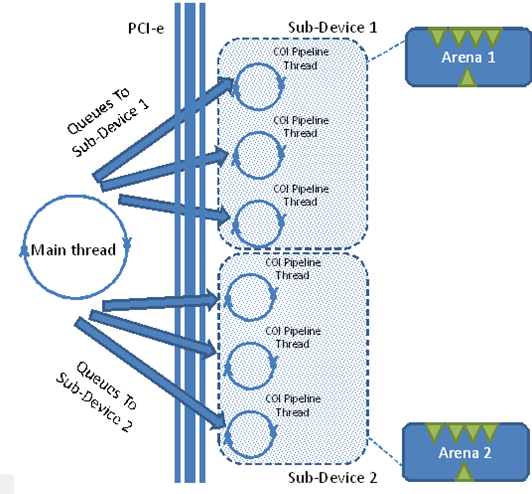 PCI-e
Sub-Device 1
COI Pipeline
Thread
COI Pipeline
Thread
COI Pipeline
Thread
Arena 1
Queues To
Sub-Device 1
Main thread
COI Pipeline
Thread
COI Pipeline
Thread
COI Pipeline
Thread
Queues To
Sub-Device 2
Arena 2
Sub-Device 2